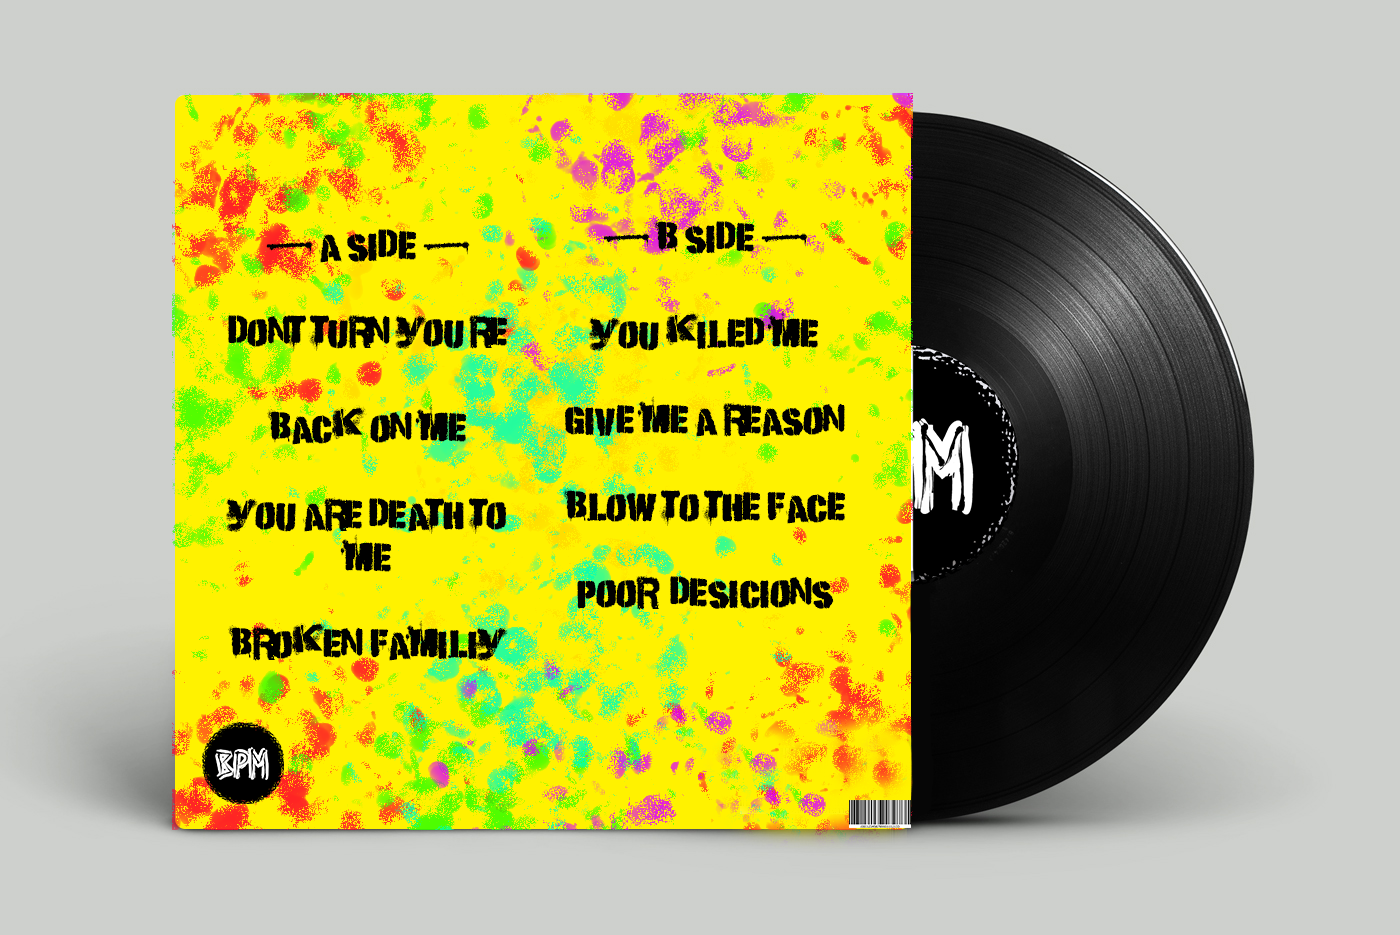 A SIDE
DONT TURN YOU RE
BACK ON ME
YOU ARE DEATH TO
ME
BROKEN FAMILIY
B SIDE
YOU KILED ME
GIVE ME A REASON
BLOW TO THE FACE
POOR DESICIONS
BPM